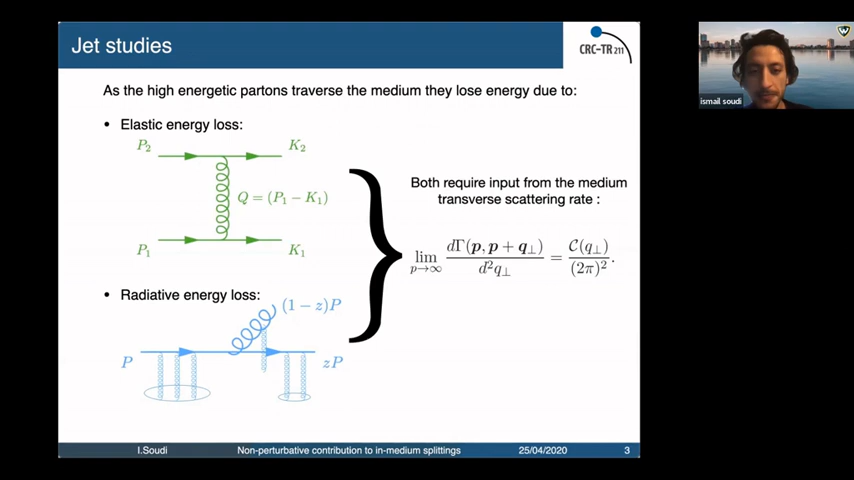 Jet studies
CRC-TR 211
As the high energetic partons traverse the medium they lose energy due to:
• Elastic energy loss:
P₂
K₂
Q = (P₁ − K₁)
P₁
K₁
Both require input from the medium
transverse scattering rate :
lim p→∞ dΓ(p, p + q⊥) / d²q⊥ = C(q⊥) / (2π)² .
• Radiative energy loss:
(1 − z)P
P
zP
I.Soudi
Non-perturbative contribution to in-medium splittings
25/04/2020
3
ismail soudi